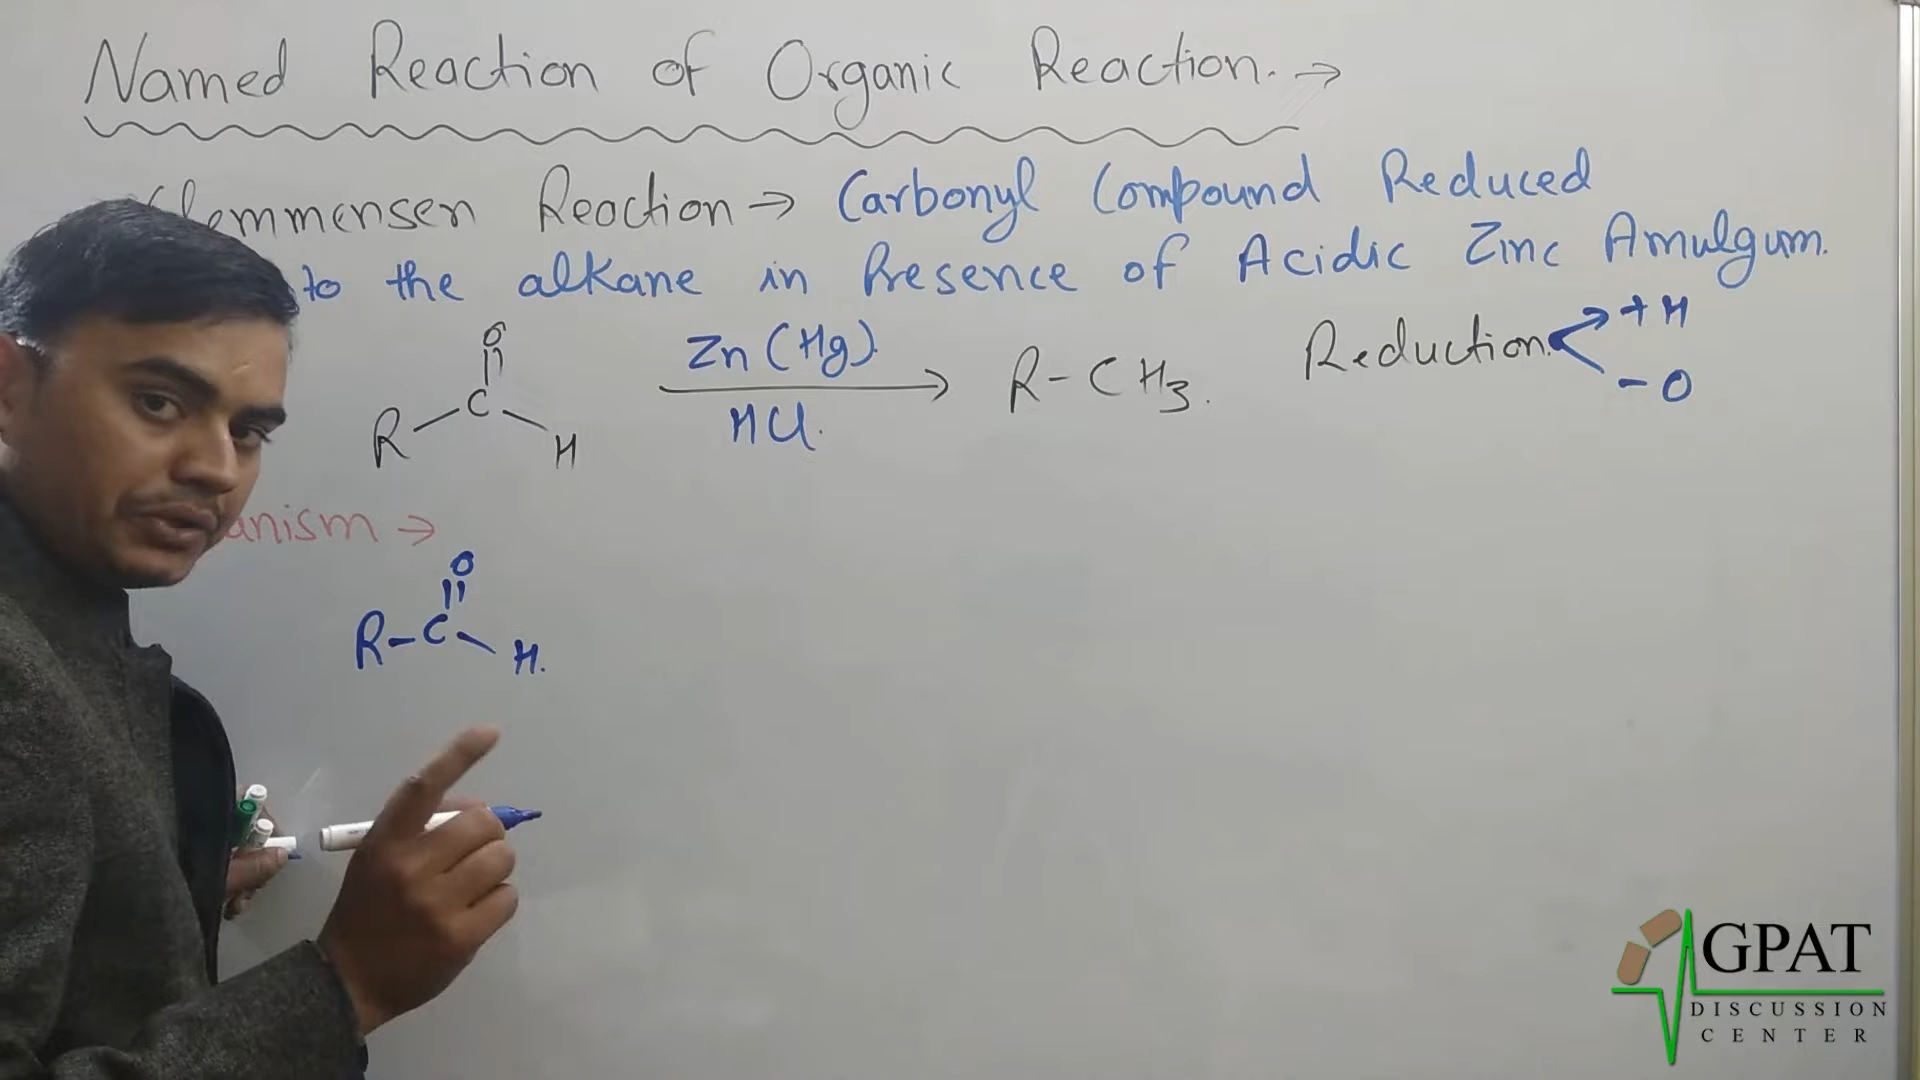 Named Reaction of Organic Reaction. →
Clemmensen Reaction → Carbonyl Compound Reduced
to the alkane in Presence of Acidic Zinc Amulgum.
O
R-C-H
Zn(Hg)
HCl.
R-CH3.
Reduction.
+H
-O
anism →
O
R-C-H.
GPAT
DISCUSSION
CENTER